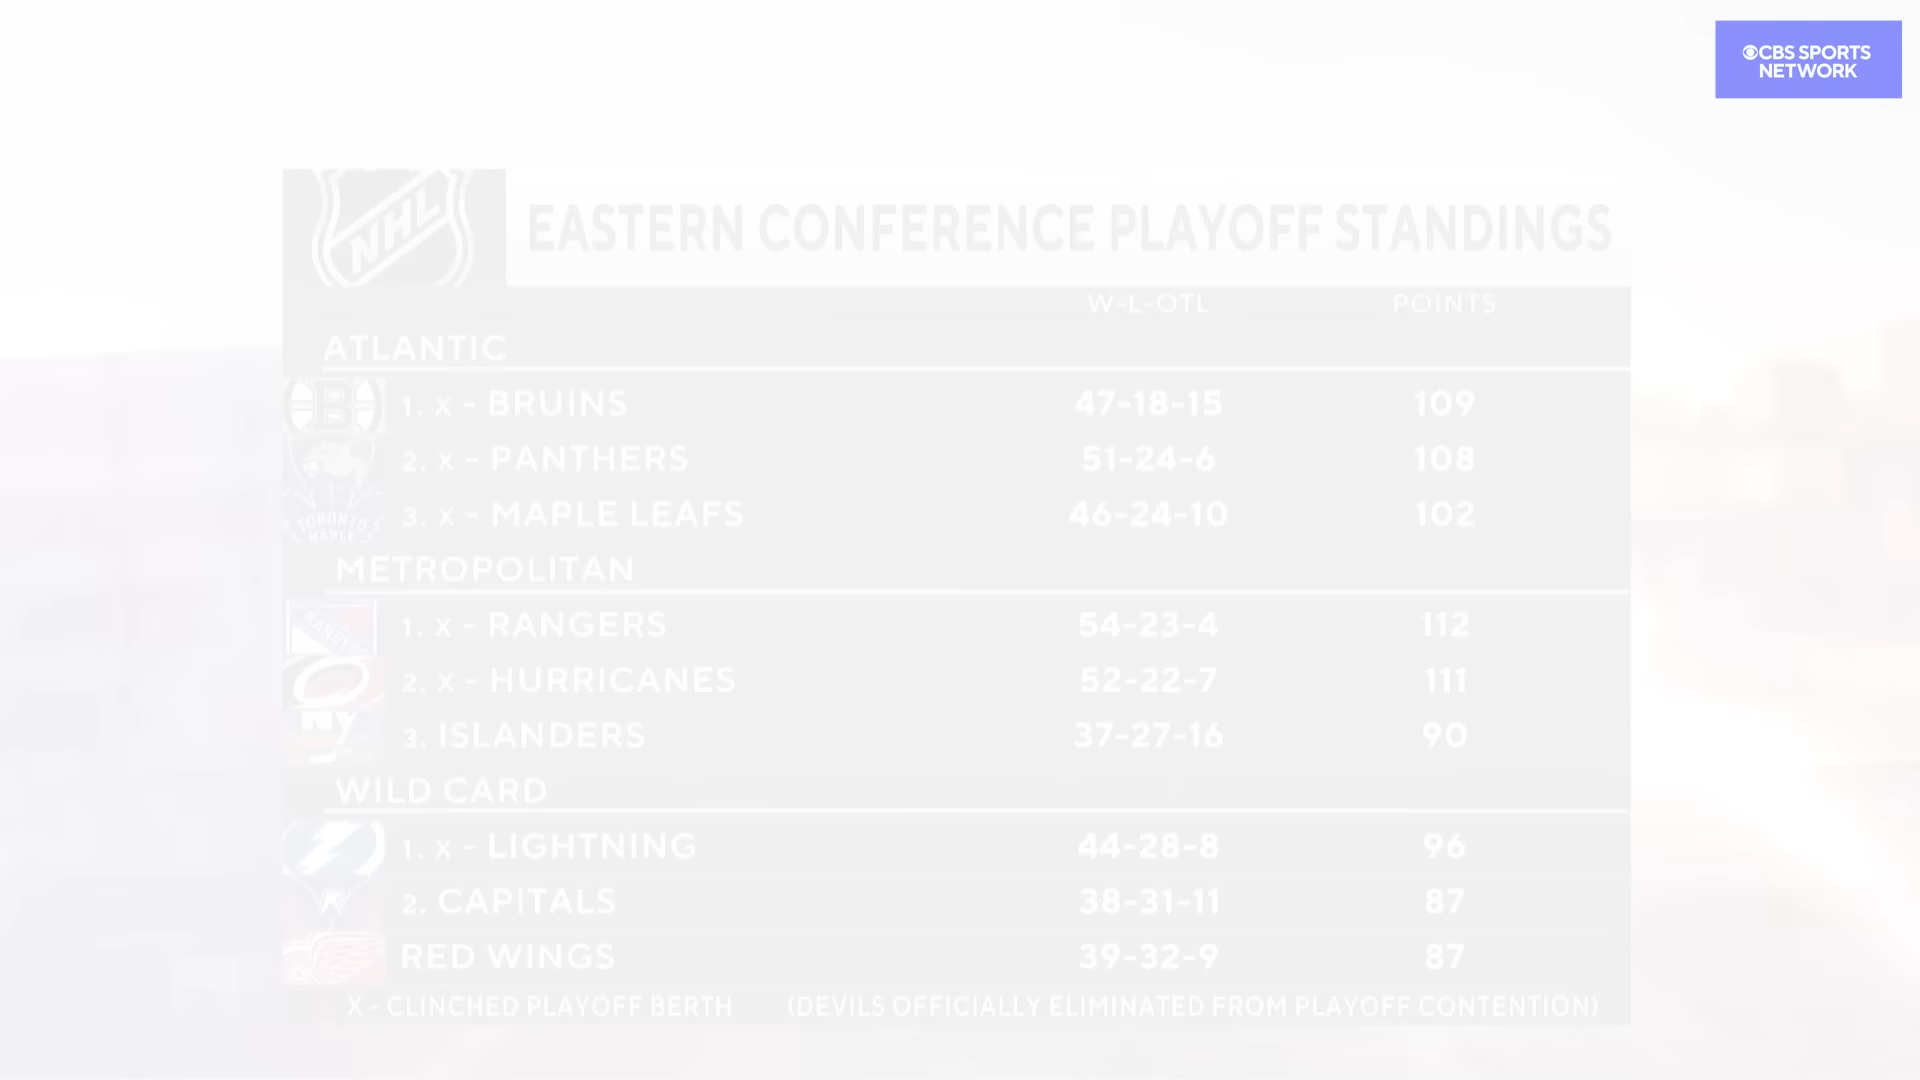 CBS SPORTS
NETWORK
NHL
EASTERN CONFERENCE PLAYOFF STANDINGS
W-L-OTL POINTS
ATLANTIC
B
1. X - BRUINS 47-18-15 109
2. X - PANTHERS 51-24-6 108
TORONTO
MAPLE
3. X - MAPLE LEAFS 46-24-10 102
METROPOLITAN
1. X - RANGERS 54-23-4 112
2. X - HURRICANES 52-22-7 111
NY
3. ISLANDERS 37-27-16 90
WILD CARD
1. X - LIGHTNING 44-28-8 96
2. CAPITALS 38-31-11 87
RED WINGS 39-32-9 87
X - CLINCHED PLAYOFF BERTH (DEVILS OFFICIALLY ELIMINATED FROM PLAYOFF CONTENTION)